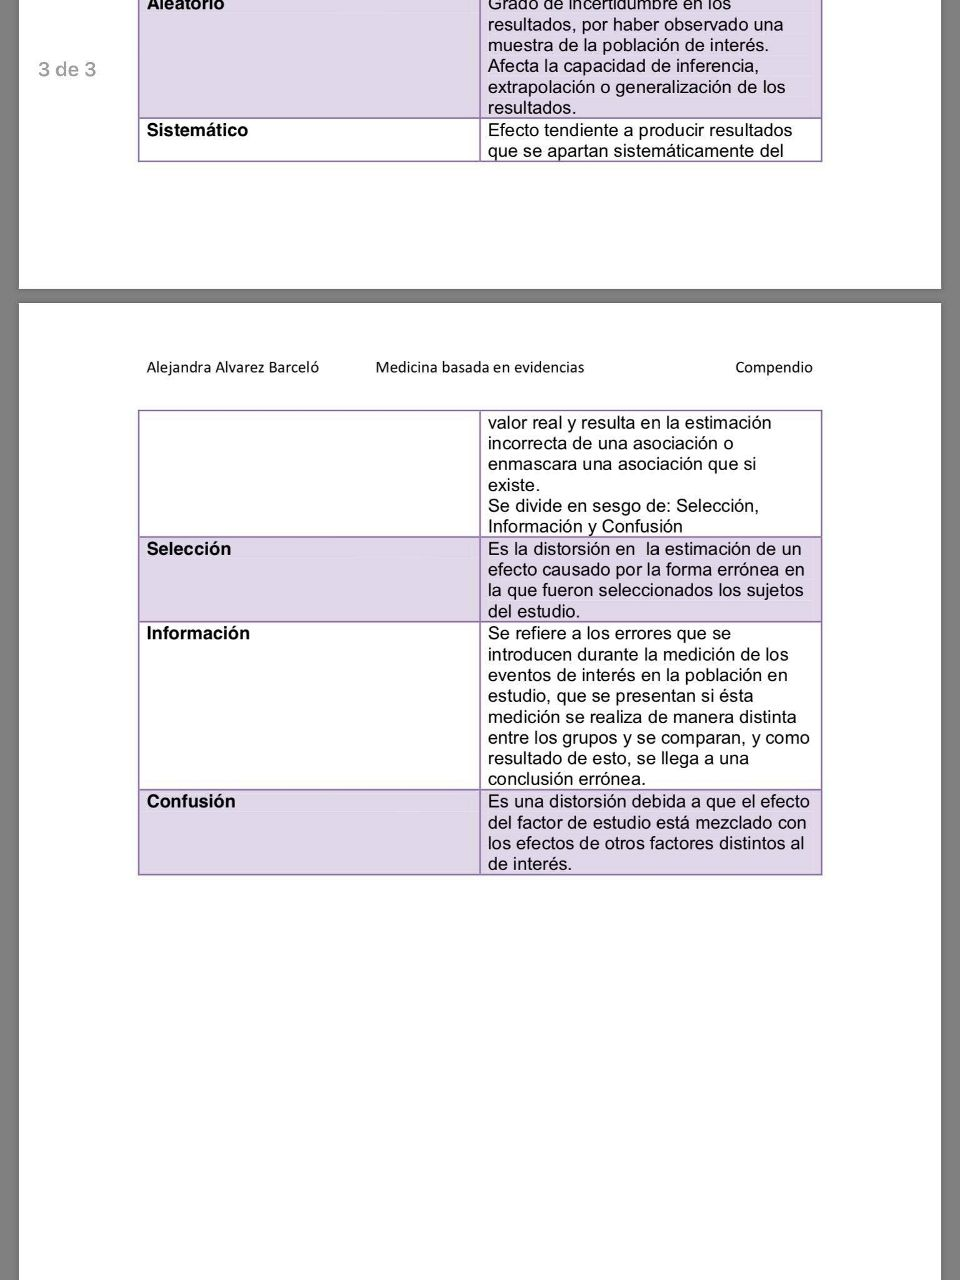 Aleatorio
Grado de incertidumbre en los
resultados, por haber observado una
muestra de la población de interés.
Afecta la capacidad de inferencia,
extrapolación o generalización de los
resultados.
3 de 3
Sistemático
Efecto tendiente a producir resultados
que se apartan sistemáticamente del
Alejandra Alvarez Barceló Medicina basada en evidencias Compendio
valor real y resulta en la estimación
incorrecta de una asociación o
enmascara una asociación que si
existe.
Se divide en sesgo de: Selección,
Información y Confusión
Selección
Es la distorsión en la estimación de un
efecto causado por la forma errónea en
la que fueron seleccionados los sujetos
del estudio.
Información
Se refiere a los errores que se
introducen durante la medición de los
eventos de interés en la población en
estudio, que se presentan si ésta
medición se realiza de manera distinta
entre los grupos y se comparan, y como
resultado de esto, se llega a una
conclusión errónea.
Confusión
Es una distorsión debida a que el efecto
del factor de estudio está mezclado con
los efectos de otros factores distintos al
de interés.